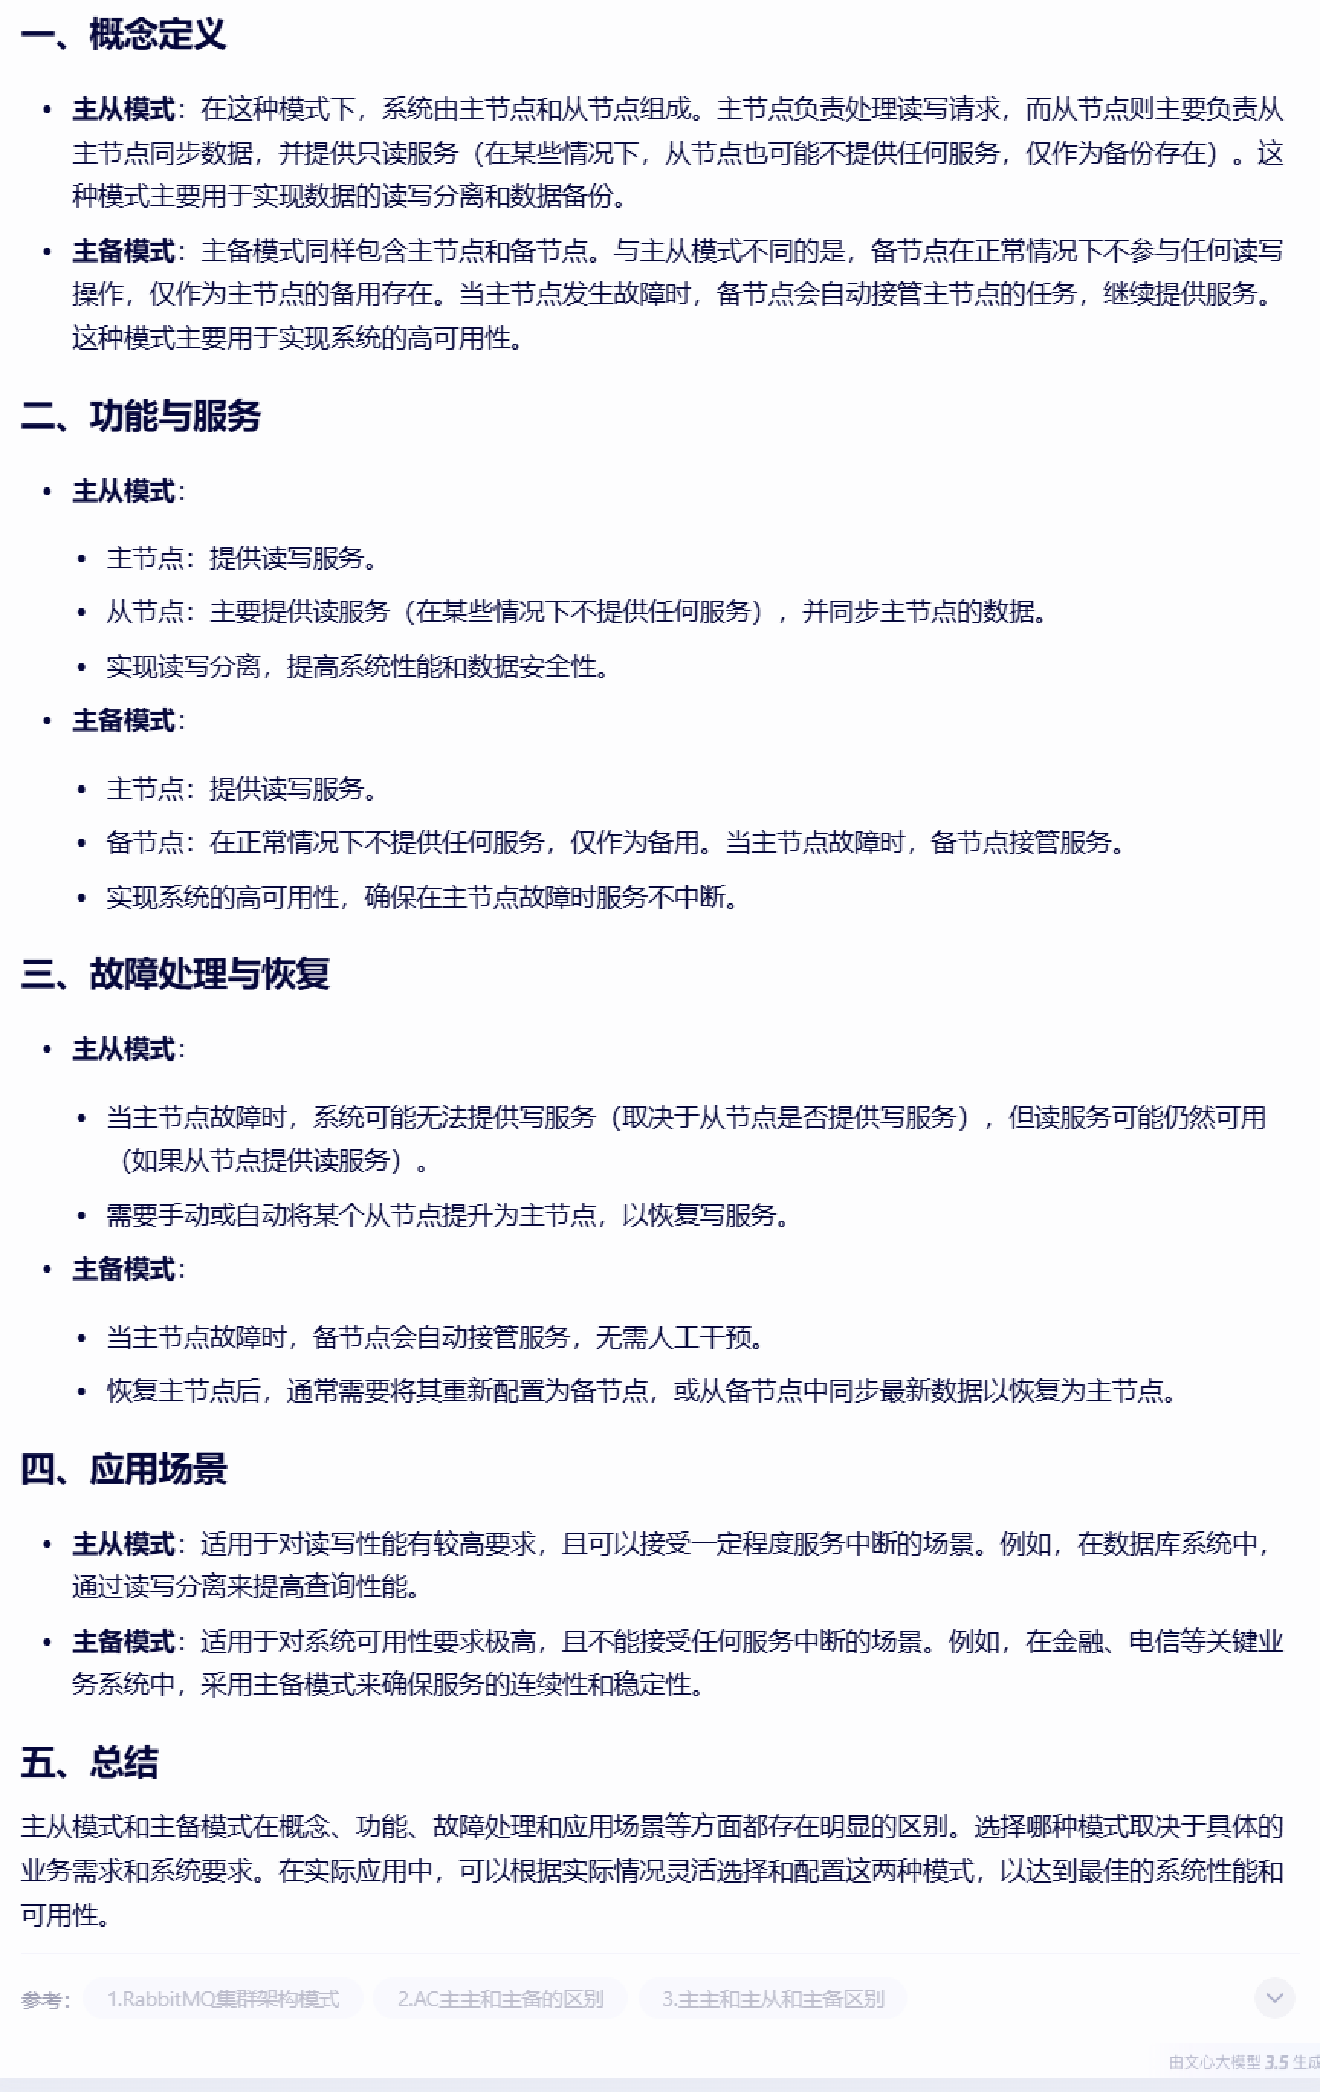 一、概念定义
• 主从模式：在这种模式下，系统由主节点和从节点组成。主节点负责处理读写请求，而从节点则主要负责从
主节点同步数据，并提供只读服务（在某些情况下，从节点也可能不提供任何服务，仅作为备份存在）。这
种模式主要用于实现数据的读写分离和数据备份。
• 主备模式：主备模式同样包含主节点和备节点。与主从模式不同的是，备节点在正常情况下不参与任何读写
操作，仅作为主节点的备用存在。当主节点发生故障时，备节点会自动接管主节点的任务，继续提供服务。
这种模式主要用于实现系统的高可用性。
二、功能与服务
• 主从模式：
• 主节点：提供读写服务。
• 从节点：主要提供读服务（在某些情况下不提供任何服务），并同步主节点的数据。
• 实现读写分离，提高系统性能和数据安全性。
• 主备模式：
• 主节点：提供读写服务。
• 备节点：在正常情况下不提供任何服务，仅作为备用。当主节点故障时，备节点接管服务。
• 实现系统的高可用性，确保在主节点故障时服务不中断。
三、故障处理与恢复
• 主从模式：
• 当主节点故障时，系统可能无法提供写服务（取决于从节点是否提供写服务），但读服务可能仍然可用
（如果从节点提供读服务）。
• 需要手动或自动将某个从节点提升为主节点，以恢复写服务。
• 主备模式：
• 当主节点故障时，备节点会自动接管服务，无需人工干预。
• 恢复主节点后，通常需要将其重新配置为备节点，或从备节点中同步最新数据以恢复为主节点。
四、应用场景
• 主从模式：适用于对读写性能有较高要求，且可以接受一定程度服务中断的场景。例如，在数据库系统中，
通过读写分离来提高查询性能。
• 主备模式：适用于对系统可用性要求极高，且不能接受任何服务中断的场景。例如，在金融、电信等关键业
务系统中，采用主备模式来确保服务的连续性和稳定性。
五、总结
主从模式和主备模式在概念、功能、故障处理和应用场景等方面都存在明显的区别。选择哪种模式取决于具体的
业务需求和系统要求。在实际应用中，可以根据实际情况灵活选择和配置这两种模式，以达到最佳的系统性能和
可用性。
参考： 1.RabbitMQ集群架构模式 2.AC主主和主备的区别 3.主主和主从和主备区别
由文心大模型 3.5 生成